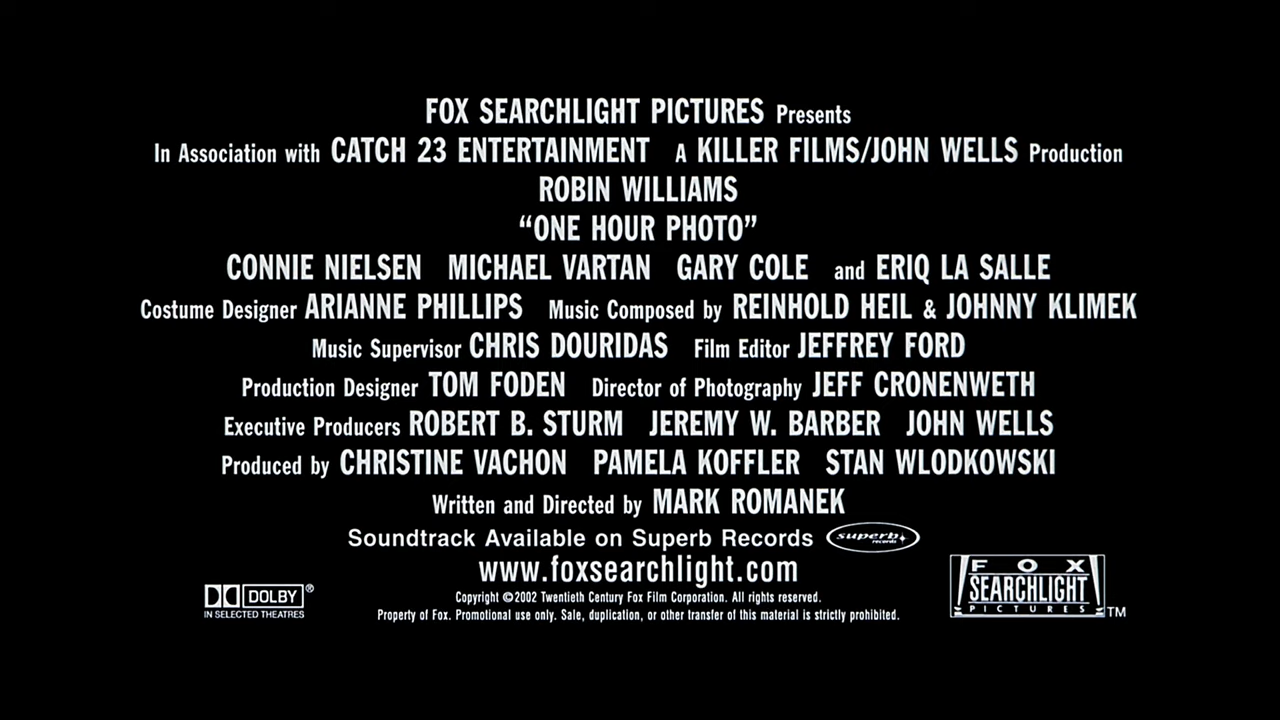 FOX SEARCHLIGHT PICTURES Presents
In Association with CATCH 23 ENTERTAINMENT A KILLER FILMS/JOHN WELLS Production
ROBIN WILLIAMS
“ONE HOUR PHOTO”
CONNIE NIELSEN MICHAEL VARTAN GARY COLE and ERIQ LA SALLE
Costume Designer ARIANNE PHILLIPS Music Composed by REINHOLD HEIL & JOHNNY KLIMEK
Music Supervisor CHRIS DOURIDAS Film Editor JEFFREY FORD
Production Designer TOM FODEN Director of Photography JEFF CRONENWETH
Executive Producers ROBERT B. STURM JEREMY W. BARBER JOHN WELLS
Produced by CHRISTINE VACHON PAMELA KOFFLER STAN WLODKOWSKI
Written and Directed by MARK ROMANEK
Soundtrack Available on Superb Records superb records
www.foxsearchlight.com
Copyright ©2002 Twentieth Century Fox Film Corporation. All rights reserved.
Property of Fox. Promotional use only. Sale, duplication, or other transfer of this material is strictly prohibited.
DOLBY®
IN SELECTED THEATRES
FOX
SEARCHLIGHT
PICTURES TM